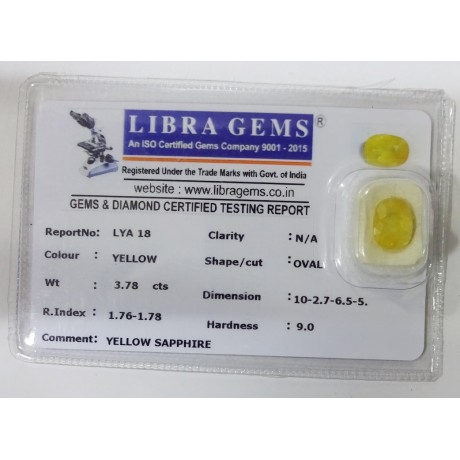 LIBRA GEMS®
An ISO Certified Gems Company 9001 - 2015
Registered Under the Trade Marks with Govt. of India
website : www.libragems.co.in
GEMS & DIAMOND CERTIFIED TESTING REPORT
ReportNo: LYA 18 Clarity : N/A
Colour : YELLOW Shape/cut : OVAL
Wt : 3.78 cts Dimension : 10-2.7-6.5-5.
R.Index : 1.76-1.78 Hardness : 9.0
Comment: YELLOW SAPPHIRE